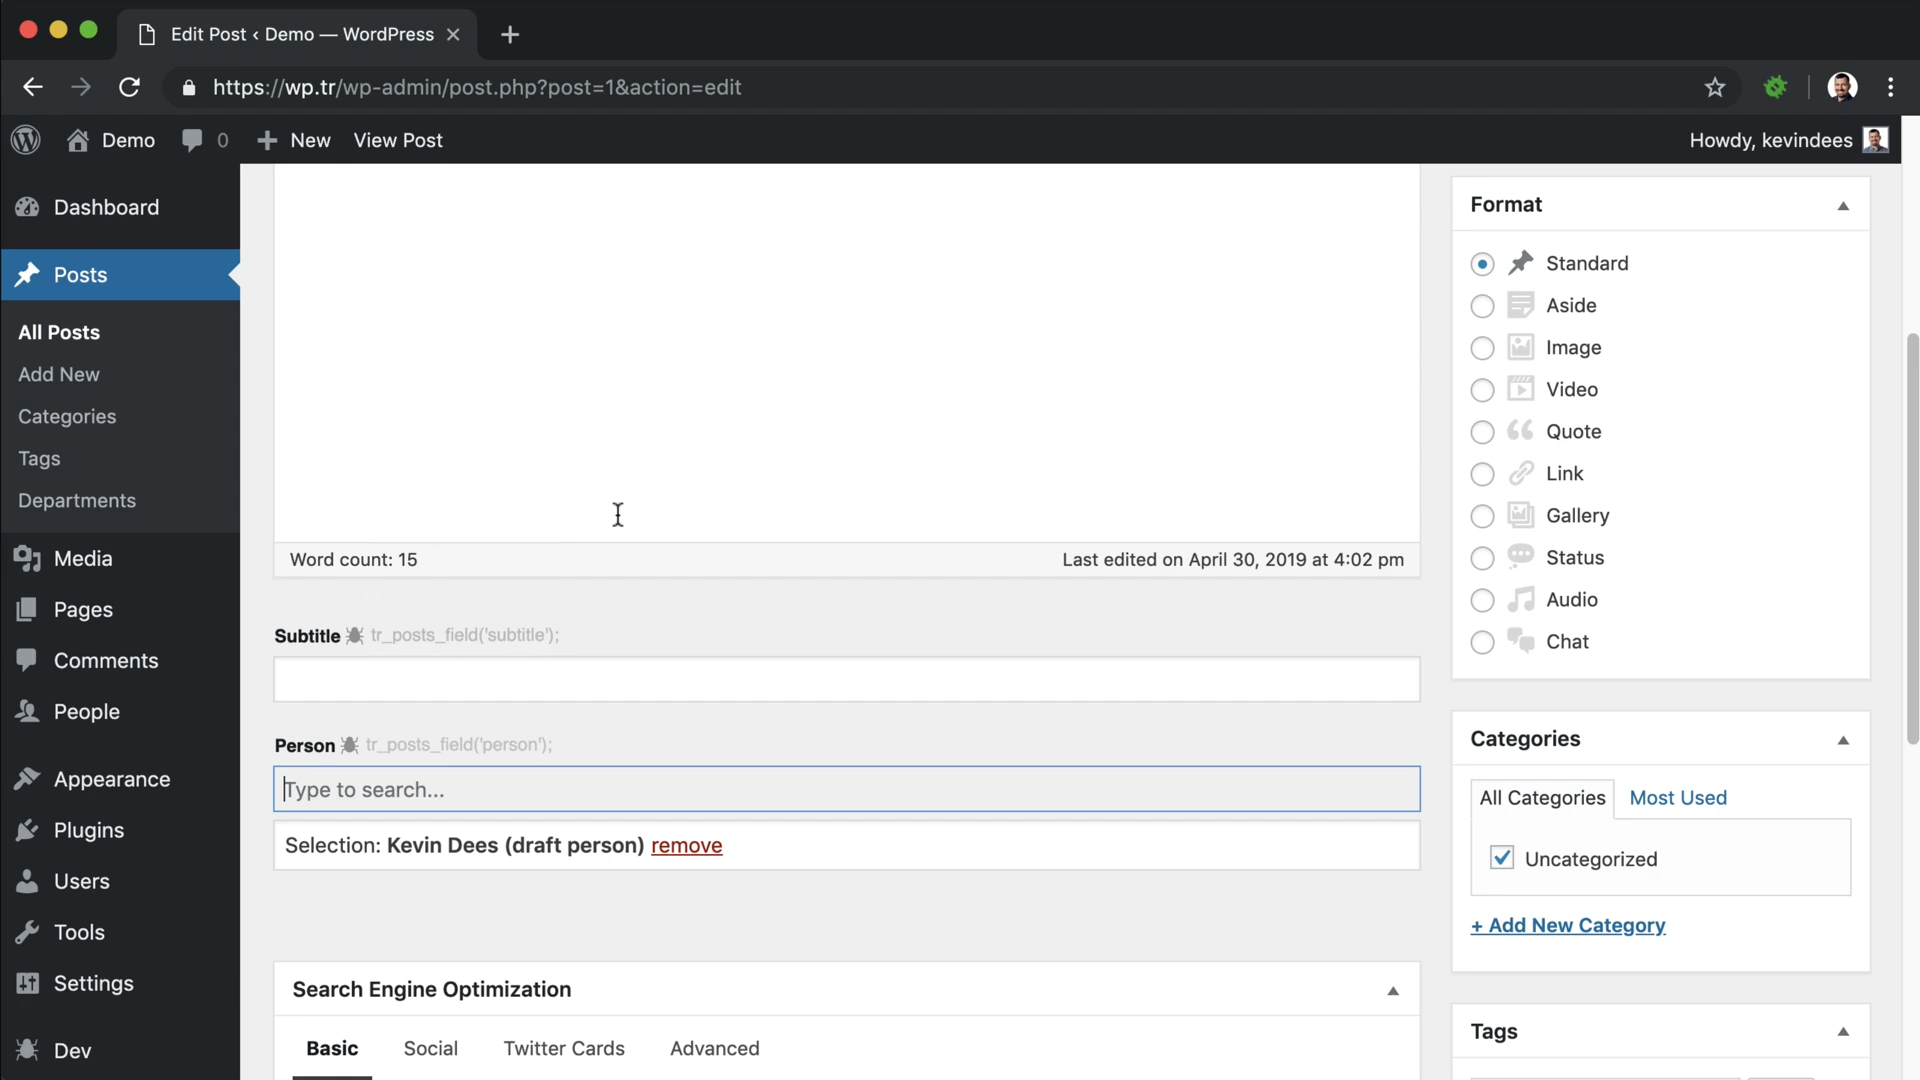 Edit Post ‹ Demo — WordPress
https://wp.tr/wp-admin/post.php?post=1&action=edit
Demo
0
New
View Post
Howdy, kevindees
Dashboard
Posts
All Posts
Add New
Categories
Tags
Departments
Media
Pages
Comments
People
Appearance
Plugins
Users
Tools
Settings
Dev
Word count: 15
Last edited on April 30, 2019 at 4:02 pm
Subtitle tr_posts_field('subtitle');
Person tr_posts_field('person');
Type to search...
Selection: Kevin Dees (draft person) remove
Search Engine Optimization
Basic Social Twitter Cards Advanced
Format
Standard
Aside
Image
Video
Quote
Link
Gallery
Status
Audio
Chat
Categories
All Categories Most Used
Uncategorized
+ Add New Category
Tags